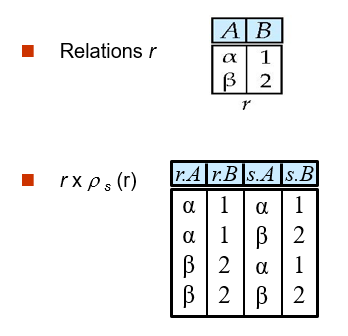 Relations r
A B
α 1
β 2
r
r x ρ s (r)
r.A r.B s.A s.B
α 1 α 1
α 1 β 2
β 2 α 1
β 2 β 2